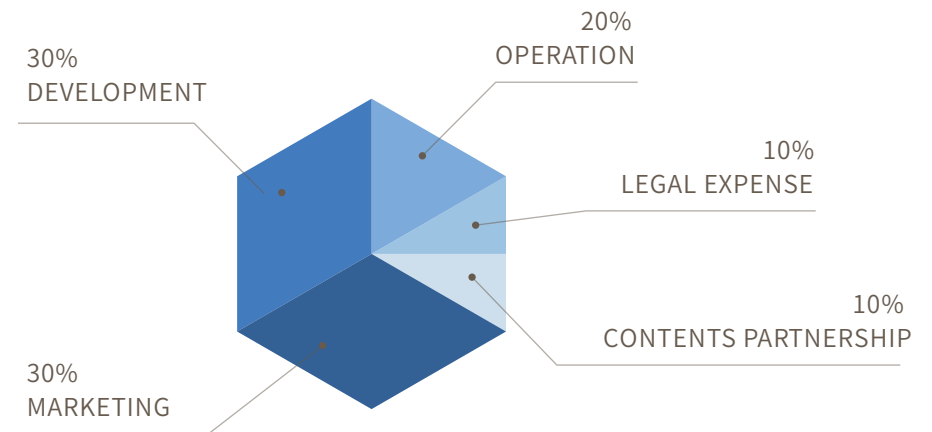 20%
OPERATION
30%
DEVELOPMENT
10%
LEGAL EXPENSE
10%
CONTENTS PARTNERSHIP
30%
MARKETING